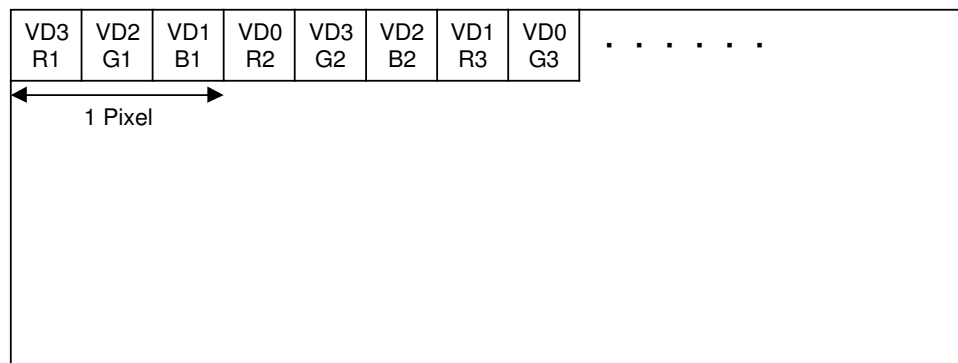 VD3 VD2 VD1 VD0 VD3 VD2 VD1 VD0 . . . . . .
R1 G1 B1 R2 G2 B2 R3 G3
1 Pixel